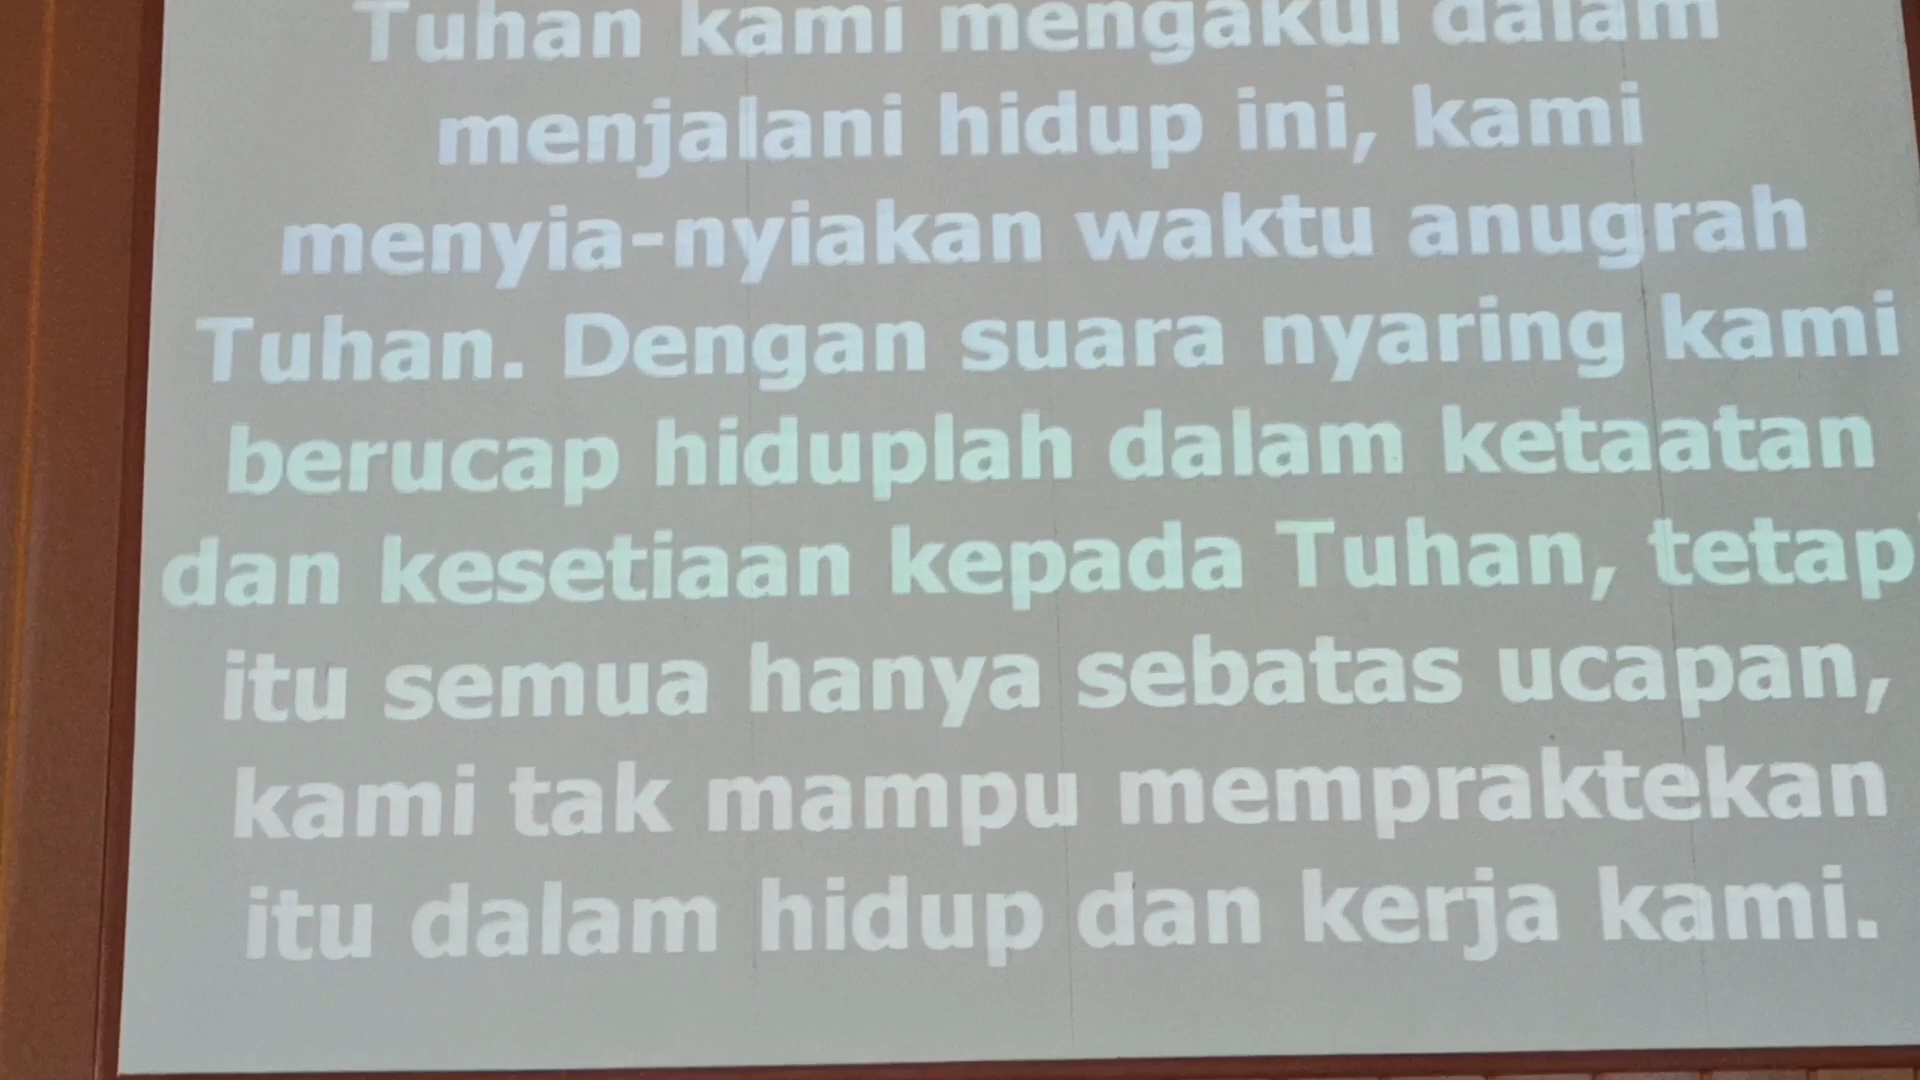 Tuhan kami mengakui dalam
menjalani hidup ini, kami
menyia-nyiakan waktu anugrah
Tuhan. Dengan suara nyaring kami
berucap hiduplah dalam ketaatan
dan kesetiaan kepada Tuhan, tetapi
itu semua hanya sebatas ucapan,
kami tak mampu mempraktekan
itu dalam hidup dan kerja kami.